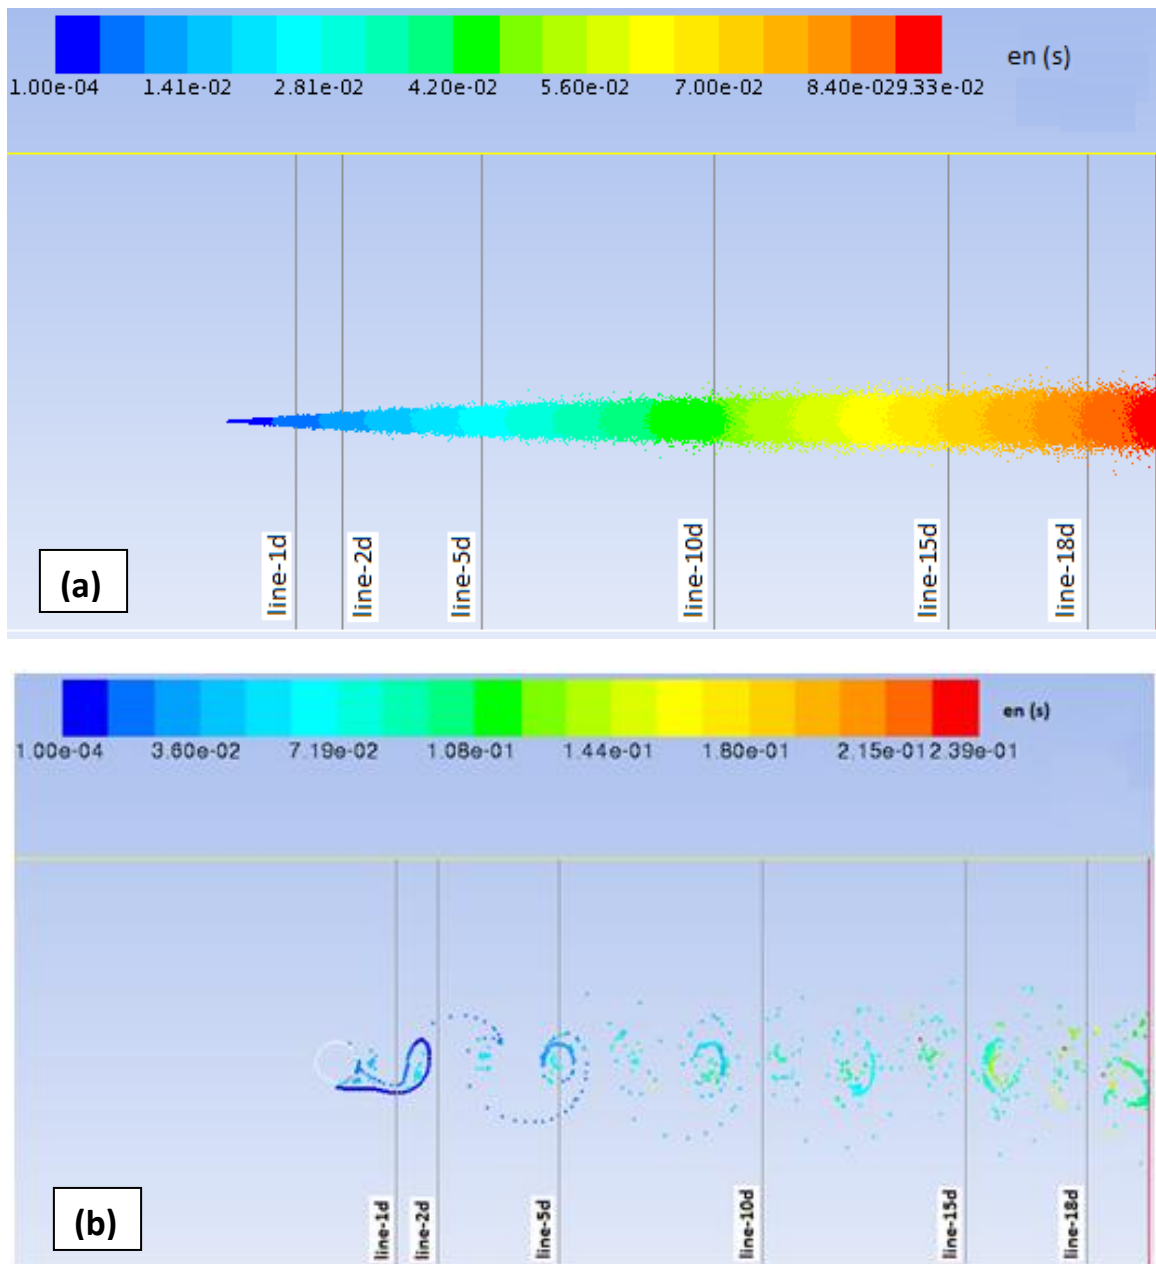 en (s)
1.00e-04 1.41e-02 2.81e-02 4.20e-02 5.60e-02 7.00e-02 8.40e-029.33e-02
line-1d
line-2d
line-5d
line-10d
line-15d
line-18d
(a)
en (s)
1.00e-04 3.60e-02 7.19e-02 1.08e-01 1.44e-01 1.80e-01 2.15e-012.39e-01
line-1d
line-2d
line-5d
line-10d
line-15d
line-18d
(b)